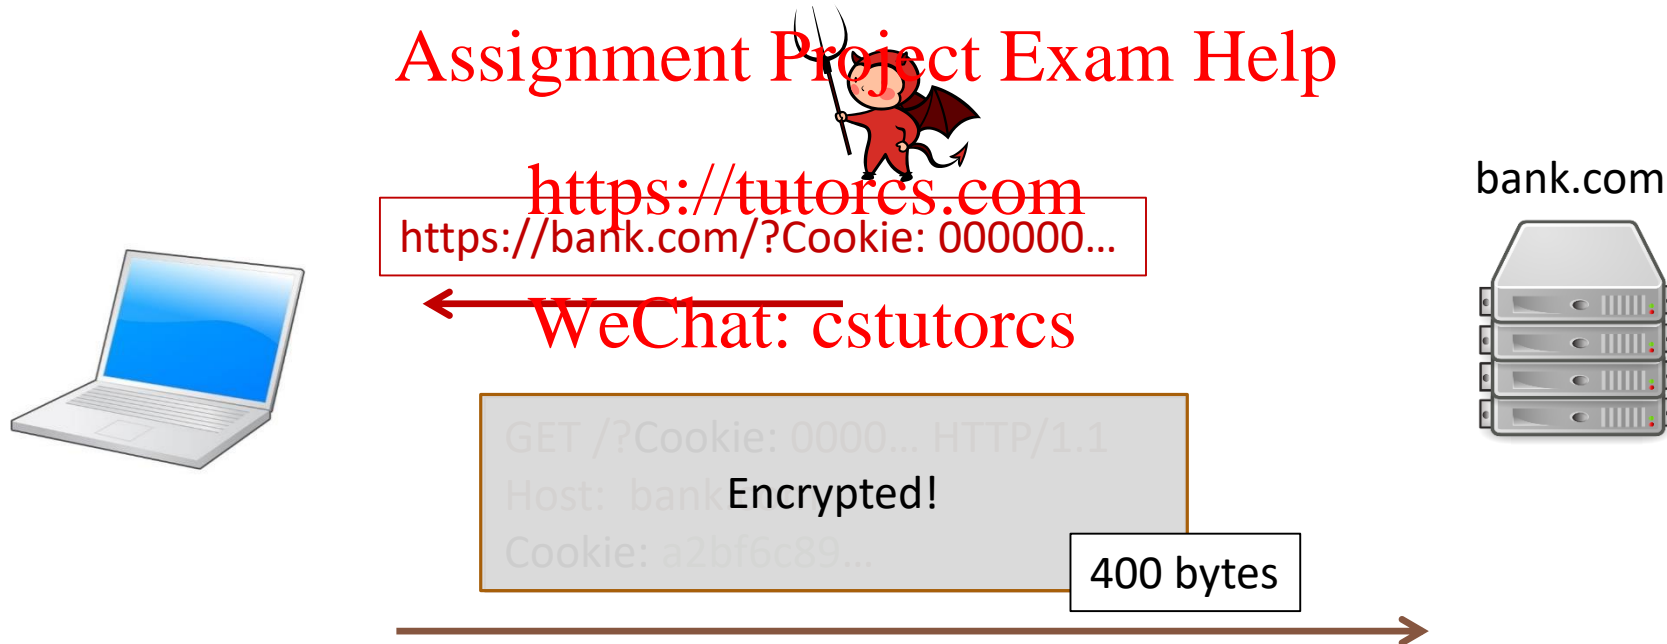 Assignment Project Exam Help
https://tutorcs.com
bank.com
https://bank.com/?Cookie: 000000…
WeChat: cstutorcs
GET /?Cookie: 0000… HTTP/1.1
Host: bank
Encrypted!
Cookie: a2bf6c89…
400 bytes